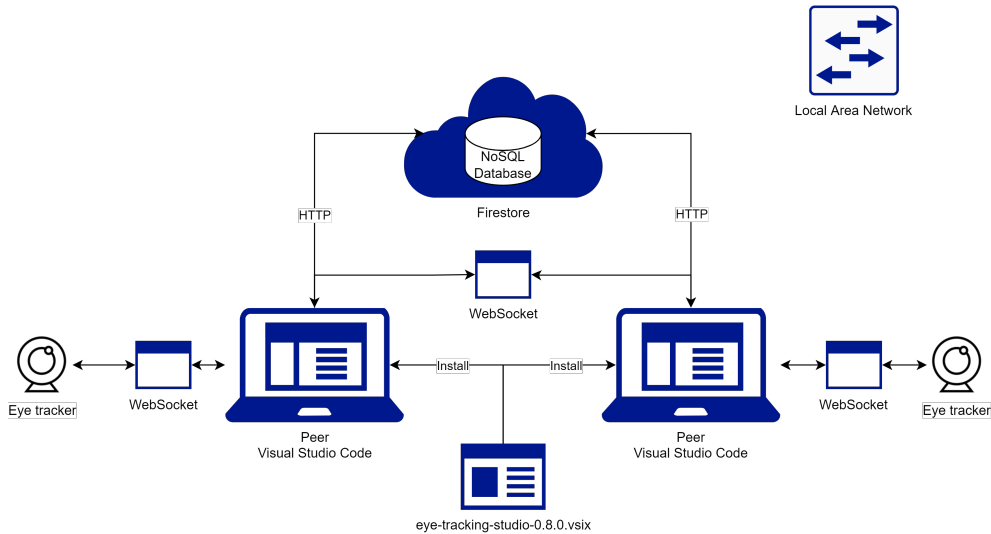 Local Area Network
NoSQL
Database
Firestore
HTTP
HTTP
WebSocket
Install
Install
Eye tracker
WebSocket
WebSocket
Eye tracker
Peer
Visual Studio Code
Peer
Visual Studio Code
eye-tracking-studio-0.8.0.vsix